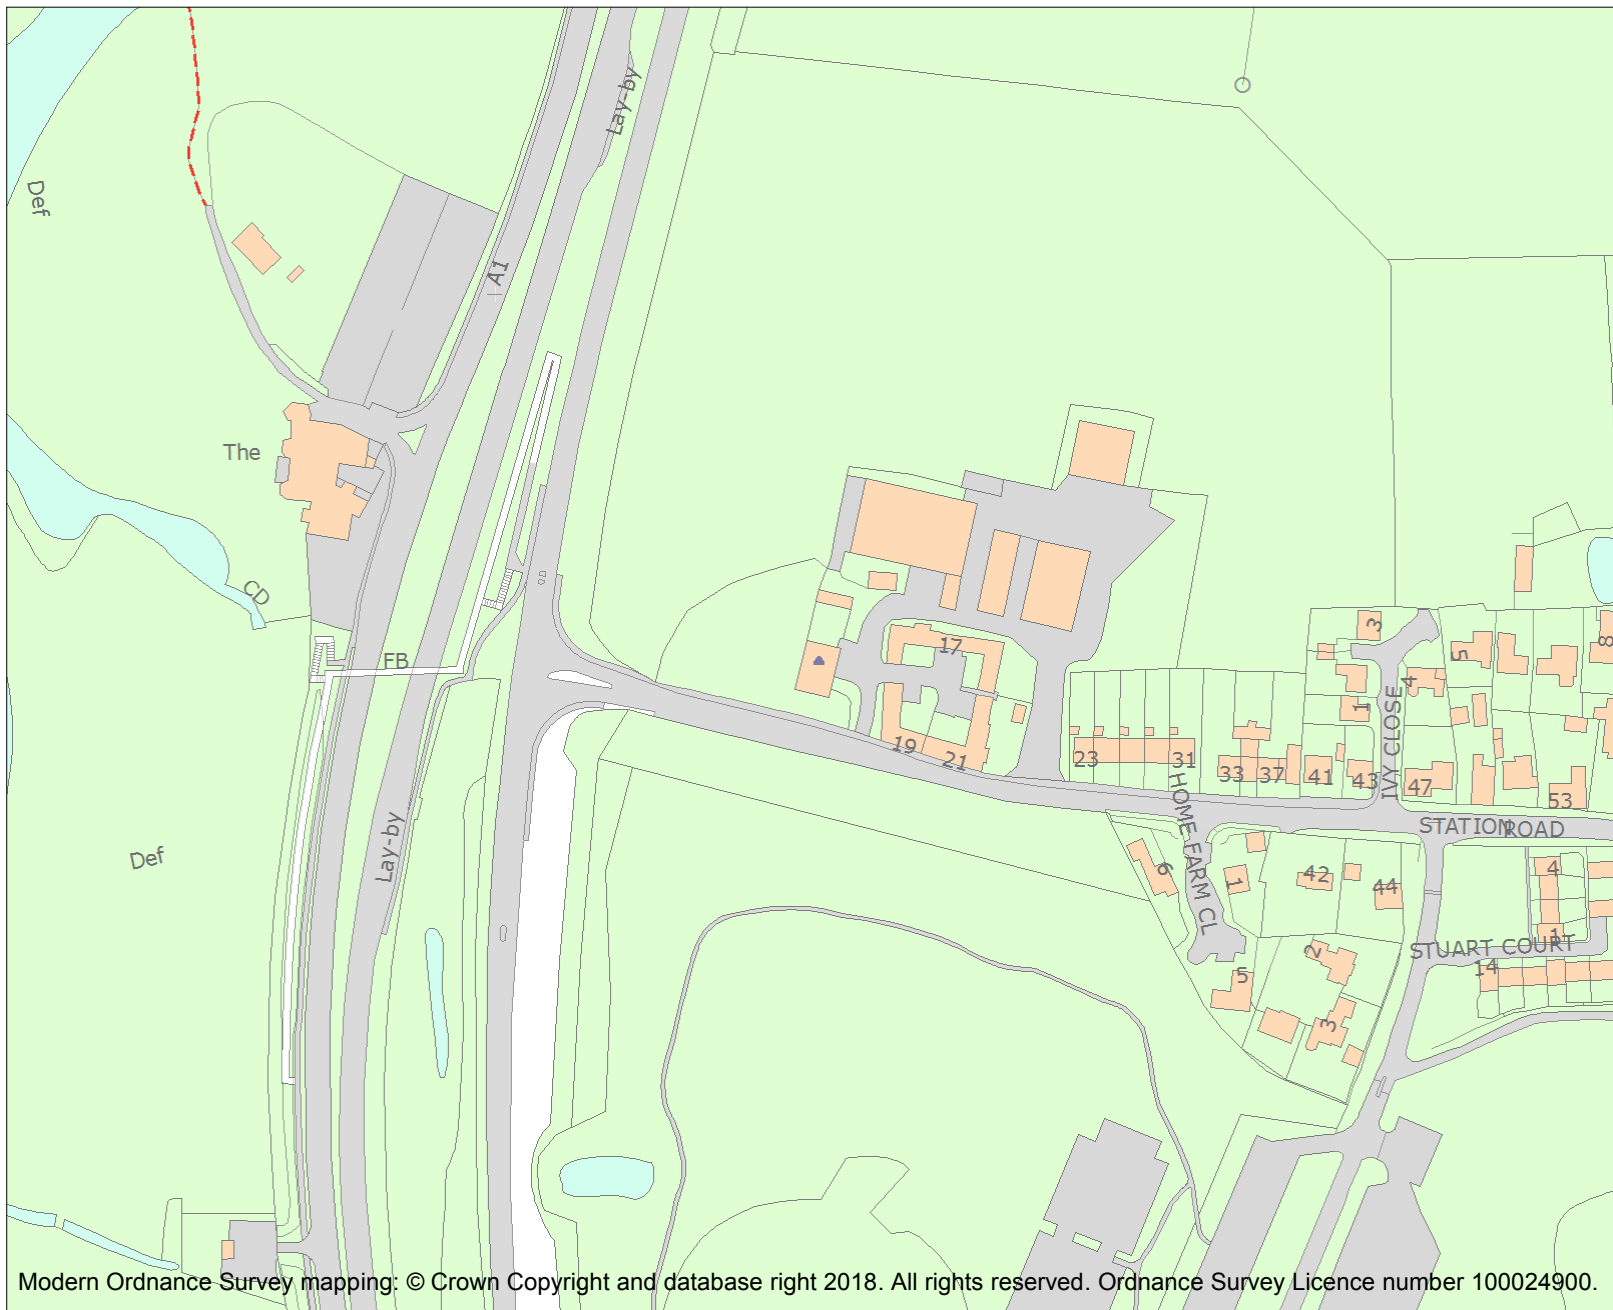 Lay-by
Def
A1
The
CD
FB
3
5
8
17
4
1
IVY CLOSE
19
21
23
31
33
37
41
43
47
53
HOME FARM CL
STATION ROAD
Lay-by
Def
6
1
42
44
4
1
STUART COURT
2
14
5
3
Modern Ordnance Survey mapping: © Crown Copyright and database right 2018. All rights reserved. Ordnance Survey Licence number 100024900.